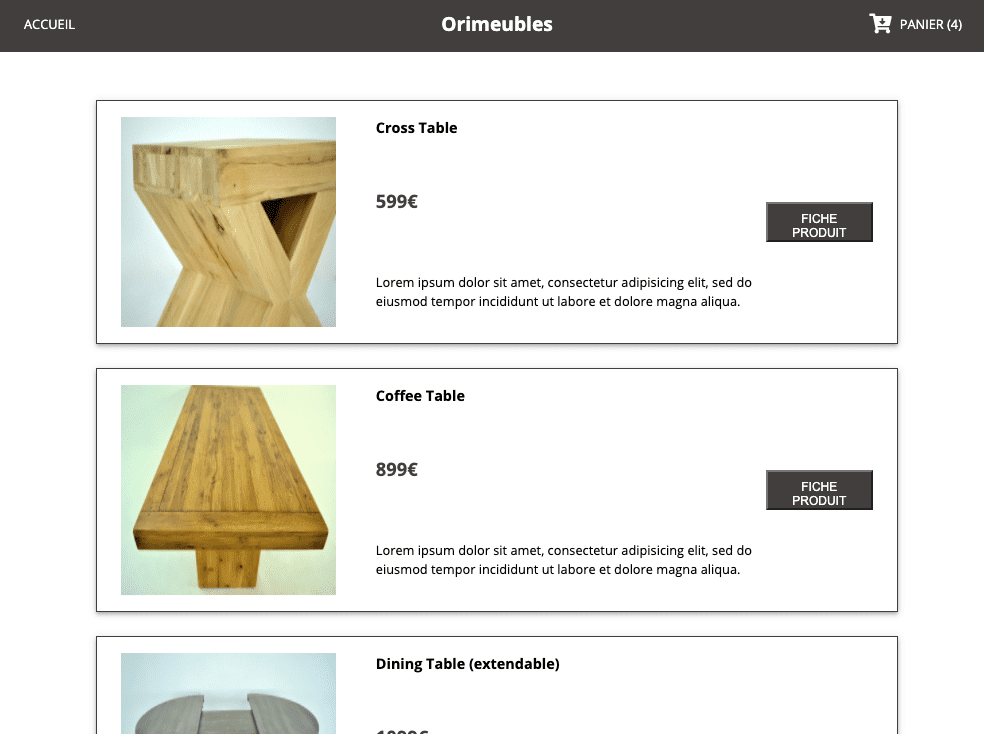 ACCUEIL
Orimeubles
PANIER (4)
Cross Table
599€
FICHE
PRODUIT
Lorem ipsum dolor sit amet, consectetur adipisicing elit, sed do
eiusmod tempor incididunt ut labore et dolore magna aliqua.
Coffee Table
899€
FICHE
PRODUIT
Lorem ipsum dolor sit amet, consectetur adipisicing elit, sed do
eiusmod tempor incididunt ut labore et dolore magna aliqua.
Dining Table (extendable)